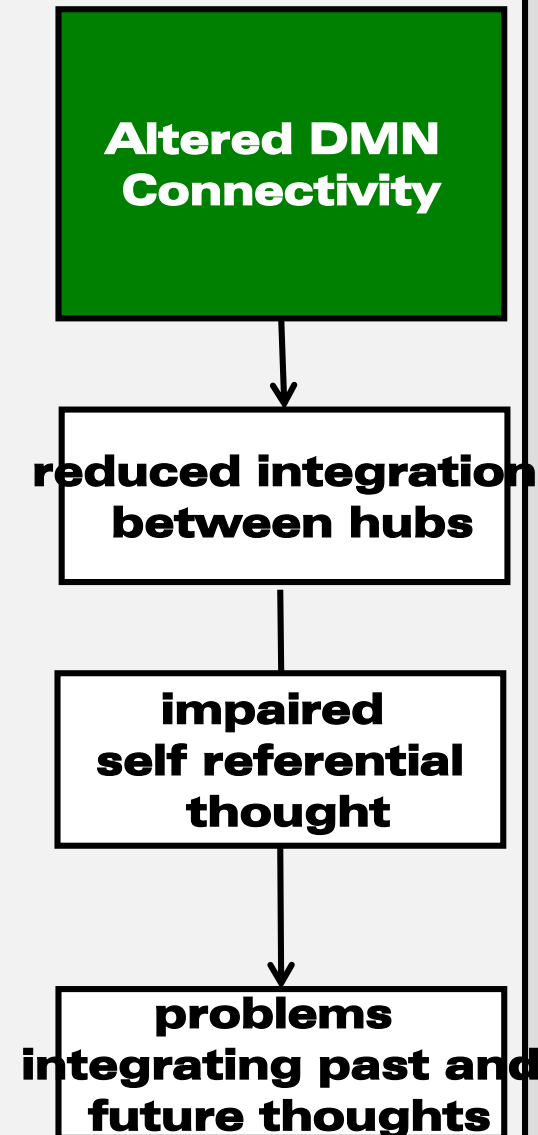 Altered DMN
Connectivity
reduced integration
between hubs
impaired
self referential
thought
problems
integrating past and
future thoughts